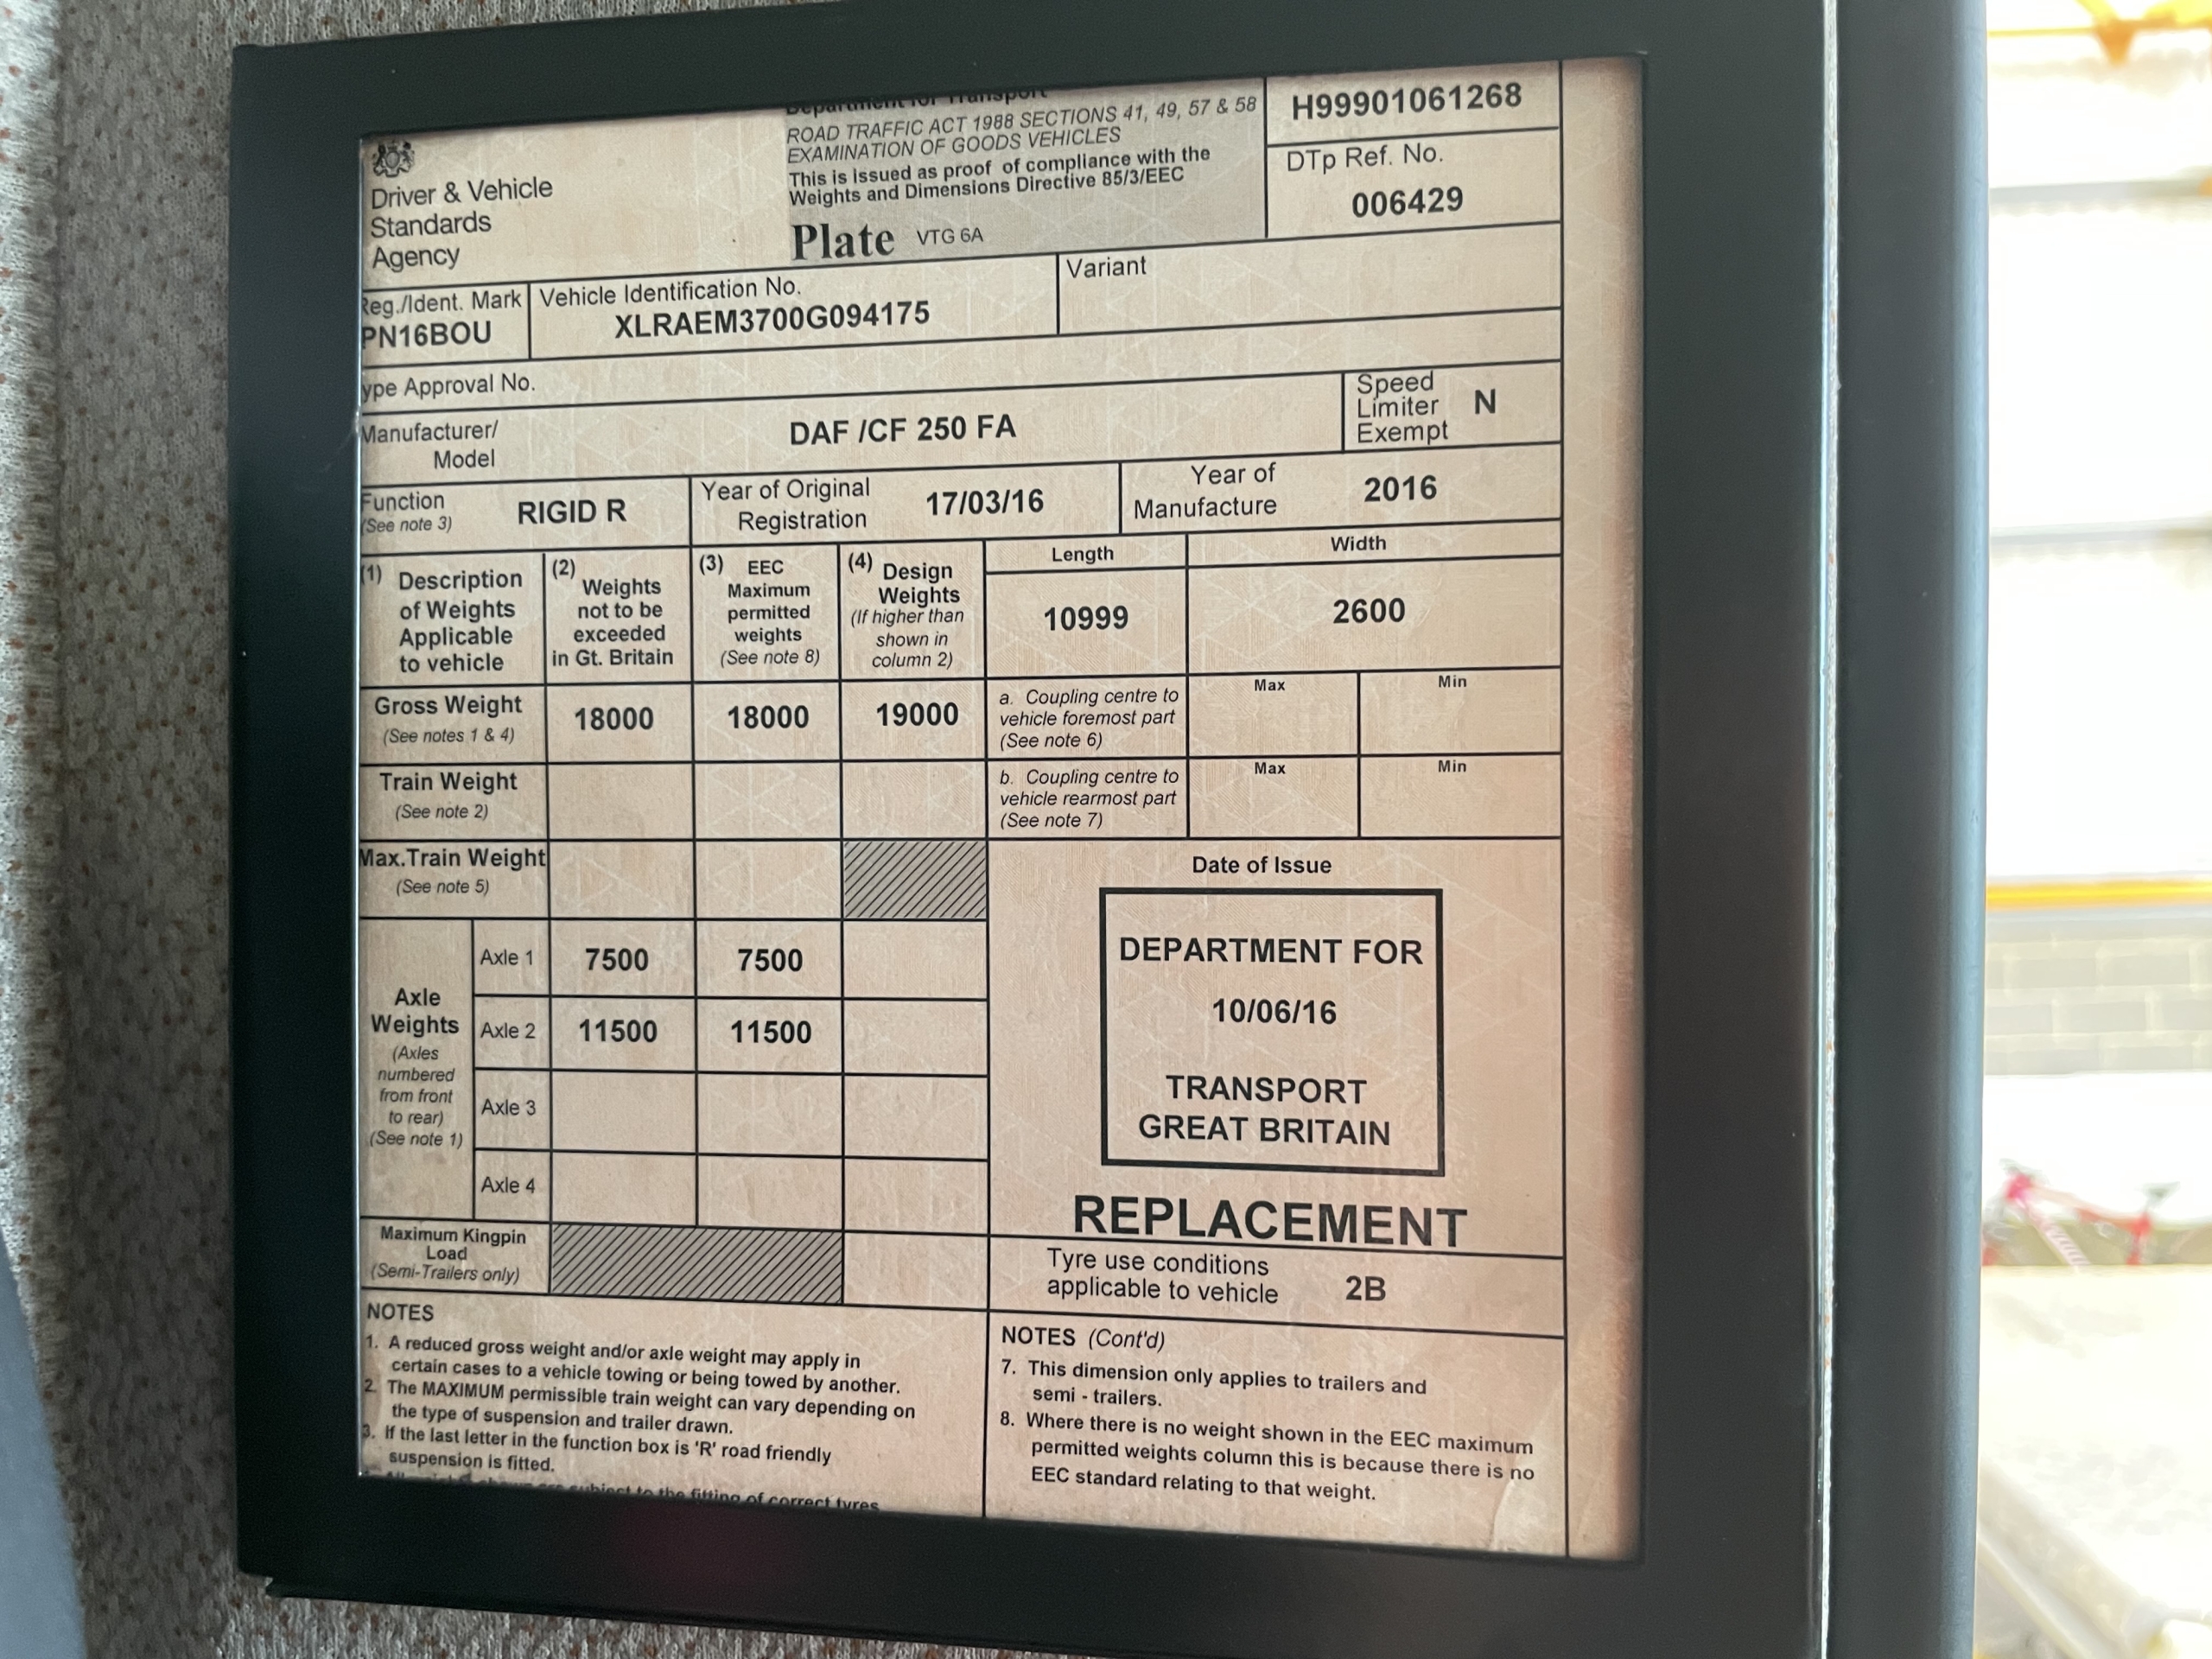 Department for Transport
ROAD TRAFFIC ACT 1988 SECTIONS 41, 49, 57 & 58
EXAMINATION OF GOODS VEHICLES
This is issued as proof of compliance with the
Weights and Dimensions Directive 85/3/EEC
Plate VTG 6A
H99901061268
DTp Ref. No.
006429
Driver & Vehicle
Standards
Agency
Reg./Ident. Mark
PN16BOU
Vehicle Identification No.
XLRAEM3700G094175
Variant
ype Approval No.
Manufacturer/
Model
DAF /CF 250 FA
Speed
Limiter
Exempt
N
Function
(See note 3)
RIGID R
Year of Original
Registration
17/03/16
Year of
Manufacture
2016
(1) Description
of Weights
Applicable
to vehicle
(2) Weights
not to be
exceeded
in Gt. Britain
(3) EEC
Maximum
permitted
weights
(See note 8)
(4) Design
Weights
(If higher than
shown in
column 2)
Length
10999
Width
2600
Gross Weight
(See notes 1 & 4)
18000
18000
19000
a. Coupling centre to
vehicle foremost part
(See note 6)
Max
Min
Train Weight
(See note 2)
b. Coupling centre to
vehicle rearmost part
(See note 7)
Max
Min
Max.Train Weight
(See note 5)
Axle
Weights
(Axles
numbered
from front
to rear)
(See note 1)
Axle 1
7500
7500
Axle 2
11500
11500
Axle 3
Axle 4
Maximum Kingpin
Load
(Semi-Trailers only)
Date of Issue
DEPARTMENT FOR
10/06/16
TRANSPORT
GREAT BRITAIN
REPLACEMENT
Tyre use conditions
applicable to vehicle
2B
NOTES
1. A reduced gross weight and/or axle weight may apply in
certain cases to a vehicle towing or being towed by another.
2. The MAXIMUM permissible train weight can vary depending on
the type of suspension and trailer drawn.
3. If the last letter in the function box is 'R' road friendly
suspension is fitted.
subject to the fitting of correct tyres
NOTES (Cont'd)
7. This dimension only applies to trailers and
semi - trailers.
8. Where there is no weight shown in the EEC maximum
permitted weights column this is because there is no
EEC standard relating to that weight.